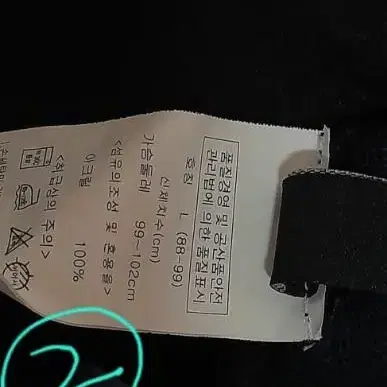 품질경영 및 공산품안전
관리법에 의한 품질표시
호칭 L (88-99)
신체치수(cm)
가슴둘레 99~102cm
<섬유의조성 및 혼용율>
아크릴 100%
<취급상의 주의>
2